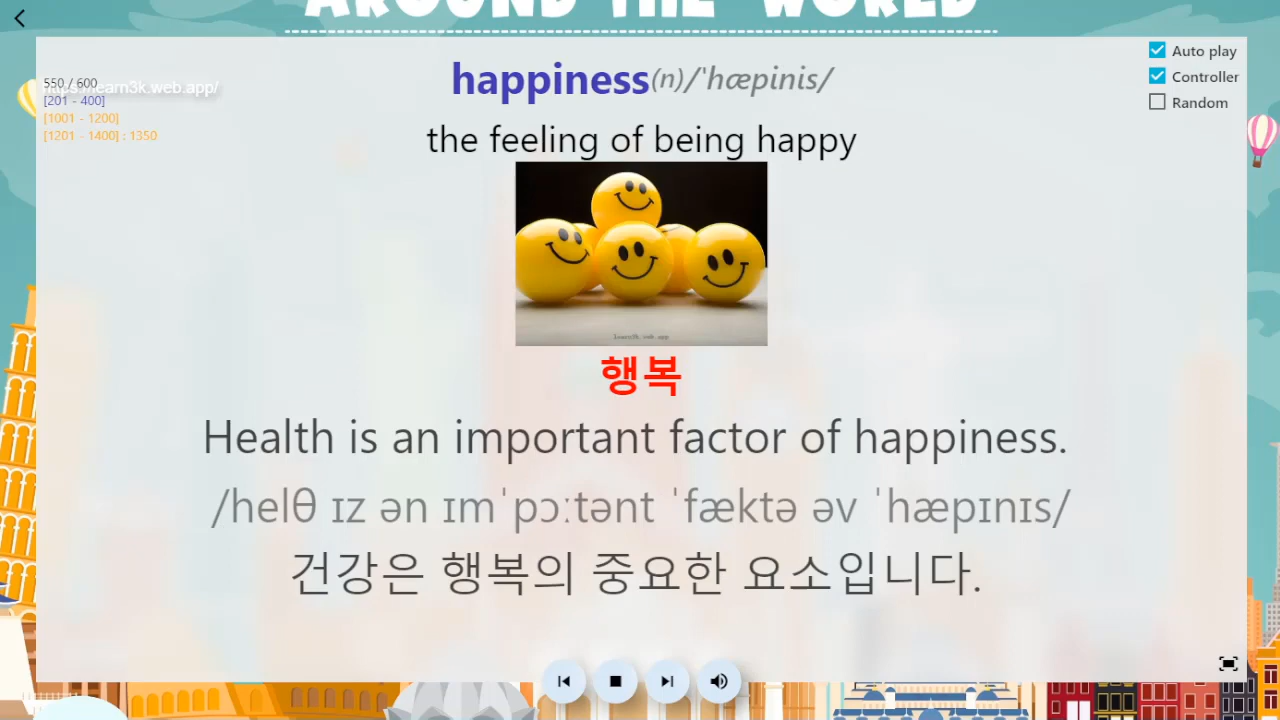 AROUND THE WORLD
Auto play
Controller
Random
550 / 600
https://learn3k.web.app/
[201 - 400]
[1001 - 1200]
[1201 - 1400] : 1350
happiness(n)/'hæpinis/
the feeling of being happy
행복
Health is an important factor of happiness.
/helθ ɪz ən ɪmˈpɔːtənt ˈfæktə əv ˈhæpɪnɪs/
건강은 행복의 중요한 요소입니다.